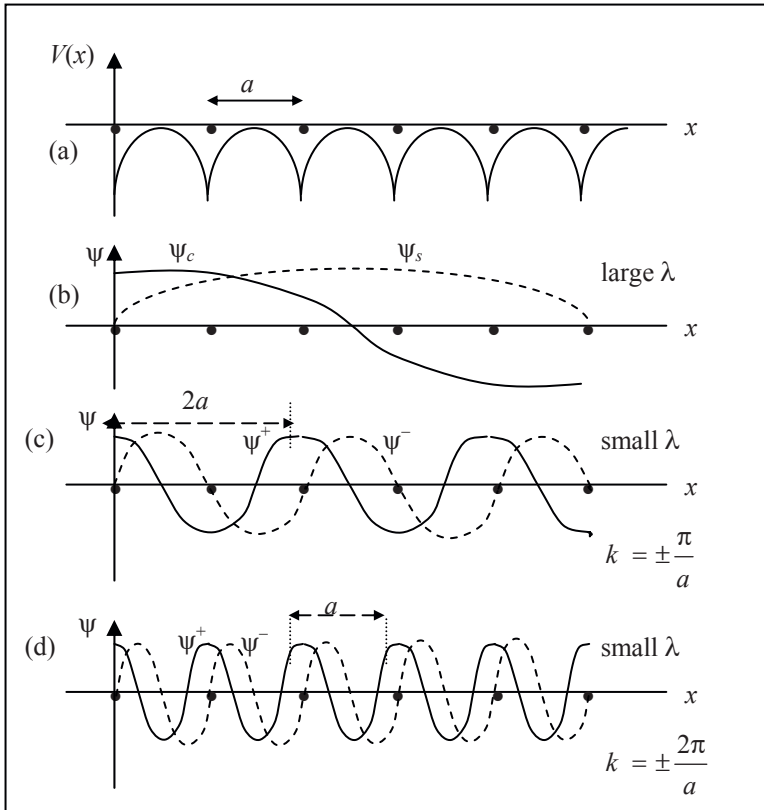 V(x)
a
x
(a)
Ψ ψc ψs large λ
(b)
x
2a
Ψ ψ+ ψ−
(c) small λ
x
k = ± π/a
a
Ψ ψ+ ψ−
(d) small λ
x
k = ± 2π/a